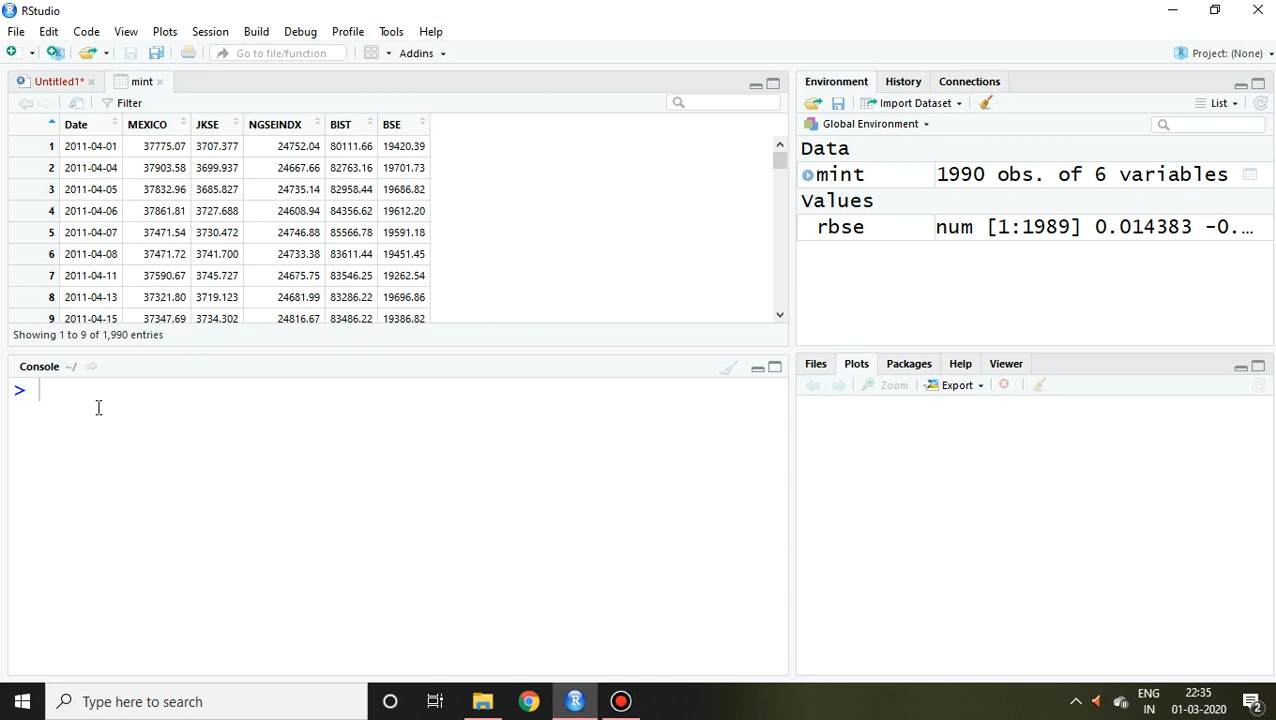 RStudio
File Edit Code View Plots Session Build Debug Profile Tools Help
Go to file/function Addins Project: (None)
Untitled1* mint
Filter
Date MEXICO JKSE NGSEINDX BIST BSE
1 2011-04-01 37775.07 3707.377 24752.04 80111.66 19420.39
2 2011-04-04 37903.58 3699.937 24667.66 82763.16 19701.73
3 2011-04-05 37832.96 3685.827 24735.14 82958.44 19686.82
4 2011-04-06 37861.81 3727.688 24608.94 84356.62 19612.20
5 2011-04-07 37471.54 3730.472 24746.88 85566.78 19591.18
6 2011-04-08 37471.72 3741.700 24733.38 83611.44 19451.45
7 2011-04-11 37590.67 3745.727 24675.75 83546.25 19262.54
8 2011-04-13 37321.80 3719.123 24681.99 83286.22 19696.86
9 2011-04-15 37347.69 3734.302 24816.67 83486.22 19386.82
Showing 1 to 9 of 1,990 entries
Console ~/
>
Environment History Connections
Import Dataset List
Global Environment
Data
mint 1990 obs. of 6 variables
Values
rbse num [1:1989] 0.014383 -0....
Files Plots Packages Help Viewer
Zoom Export
Type here to search
ENG
IN
22:35
01-03-2020
2